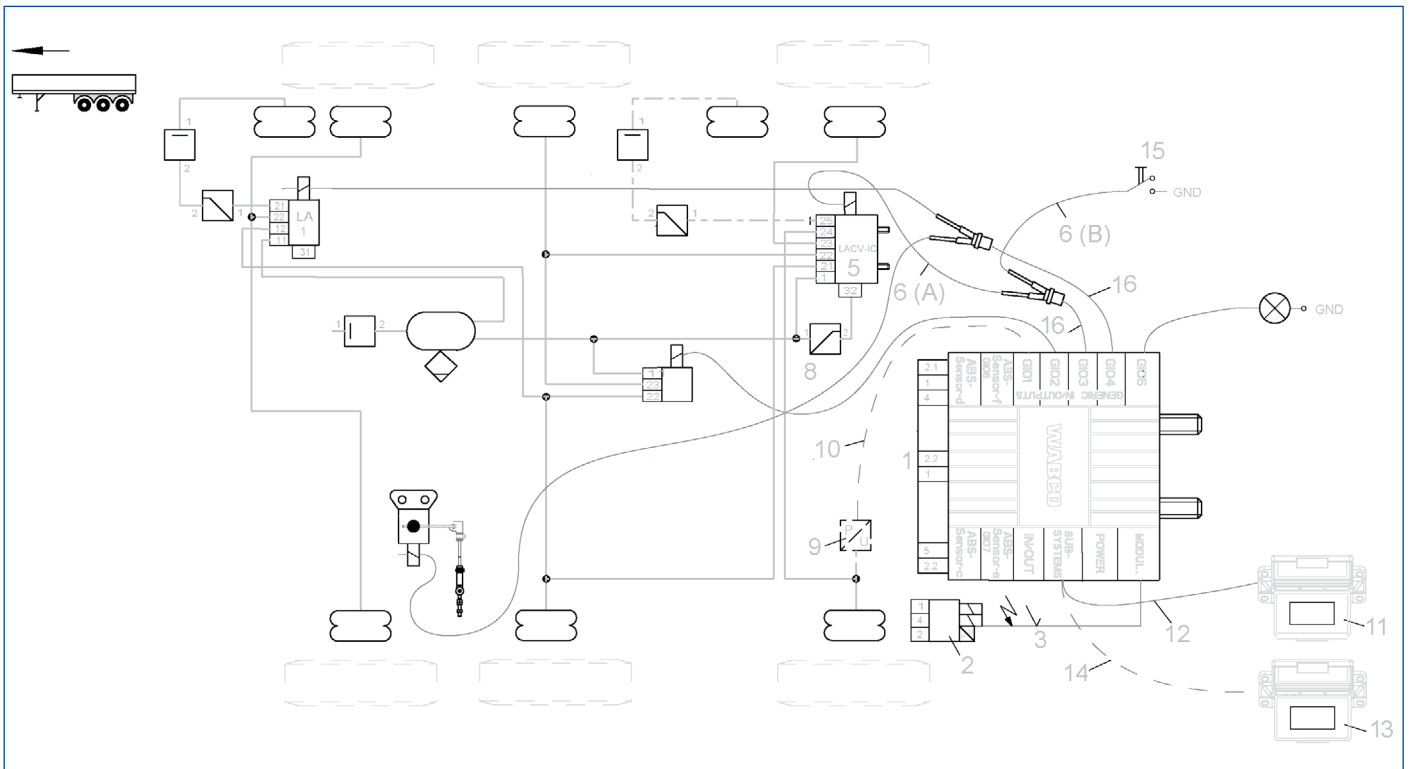 15
GND
1
2
1
2
2
1
21
22
12
11
LA
1
31
2
1
25
24
23
22
21
1
LACV-IC
5
32
6 (A)
6 (B)
16
16
GND
1
2
1
2
8
1
23
22
10
2.1
1
4
2.2
1
5
2.2
1
ABS-Sensor-d
ABS-Sensor-f
GIO6
GIO1
GIO2
GIO3
GIO4
GIO5
GENERIC IN/OUTPUTS
WABCO
ABS-Sensor-c
ABS-Sensor-e
GIO7
IN/OUT
SUB-SYSTEMS
POWER
MODUL.
P
U
9
1
4
2
2
3
12
11
14
13